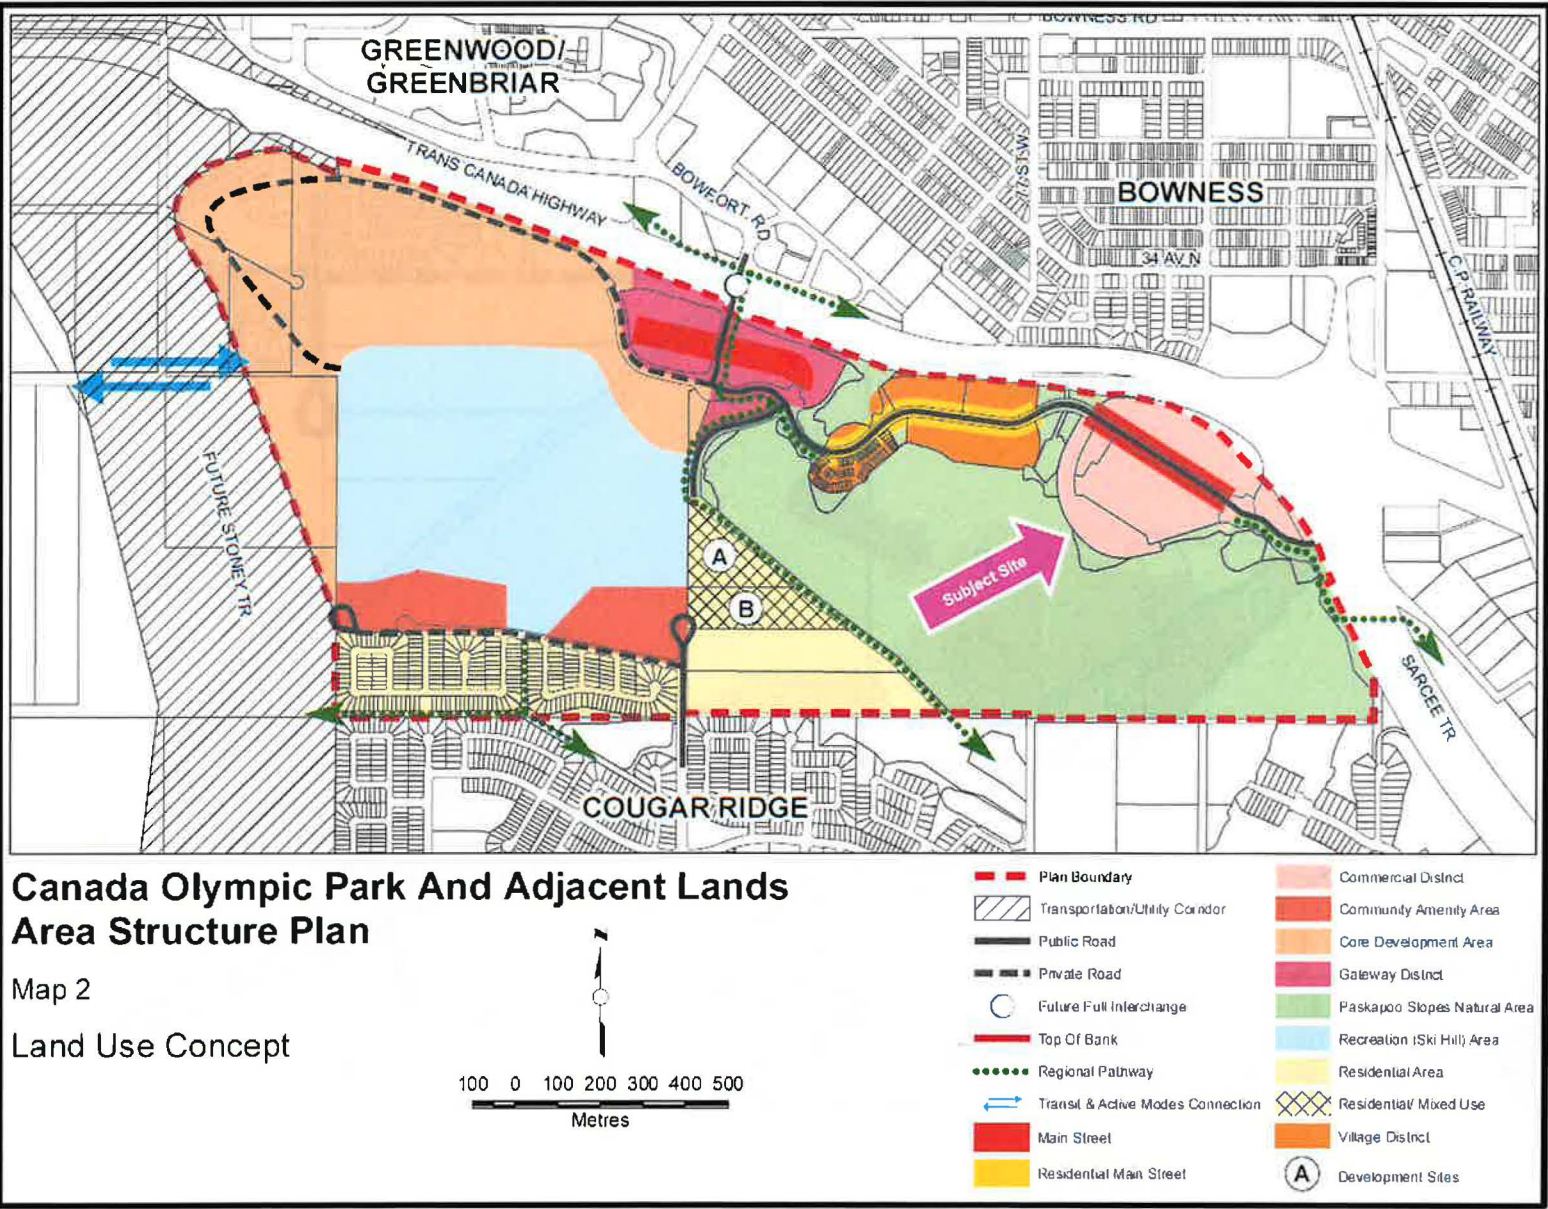 BOWNESS RD
GREENWOOD/
GREENBRIAR
TRANS CANADA HIGHWAY
BOWFORT RD
77 ST W
BOWNESS
34 AV N
C.P. RAILWAY
FUTURE STONEY TR
A
B
Subject Site
SARCEE TR
COUGAR RIDGE
Canada Olympic Park And Adjacent Lands
Area Structure Plan
Map 2
Land Use Concept
N
100 0 100 200 300 400 500
Metres
Plan Boundary
Transportation/Utility Corridor
Public Road
Private Road
Future Full Interchange
Top Of Bank
Regional Pathway
Transit & Active Modes Connection
Main Street
Residential Main Street
Commercial District
Community Amenity Area
Core Development Area
Gateway District
Paskapoo Slopes Natural Area
Recreation (Ski Hill) Area
Residential Area
Residential/ Mixed Use
Village District
A Development Sites